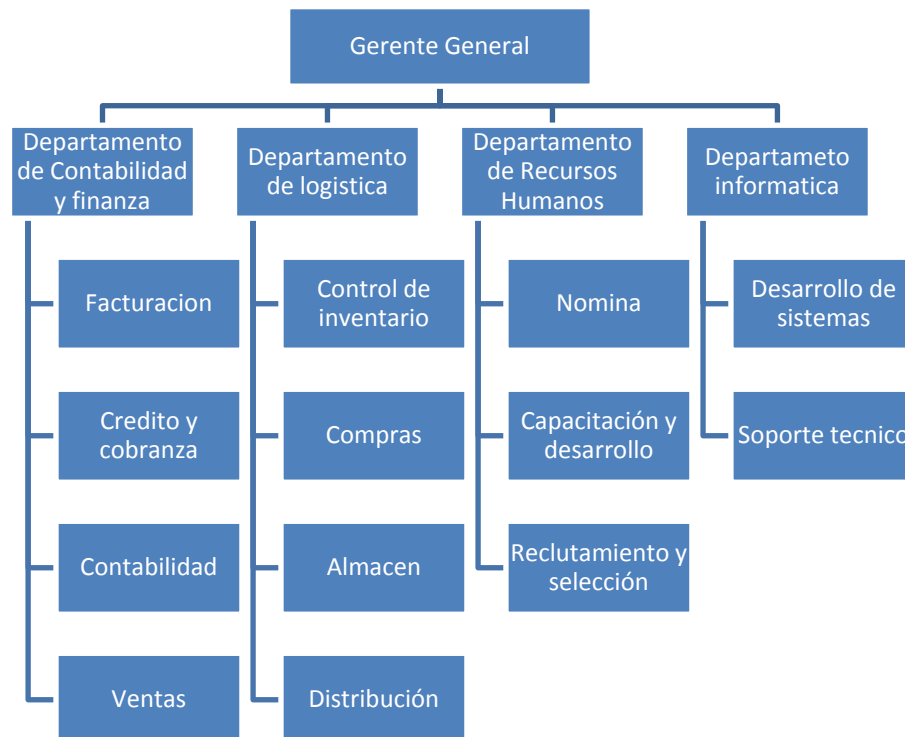 Gerente General
Departamento
de Contabilidad
y finanza
Departamento
de logistica
Departamento
de Recursos
Humanos
Departameto
informatica
Facturacion
Credito y
cobranza
Contabilidad
Ventas
Control de
inventario
Compras
Almacen
Distribución
Nomina
Capacitación y
desarrollo
Reclutamiento y
selección
Desarrollo de
sistemas
Soporte tecnico